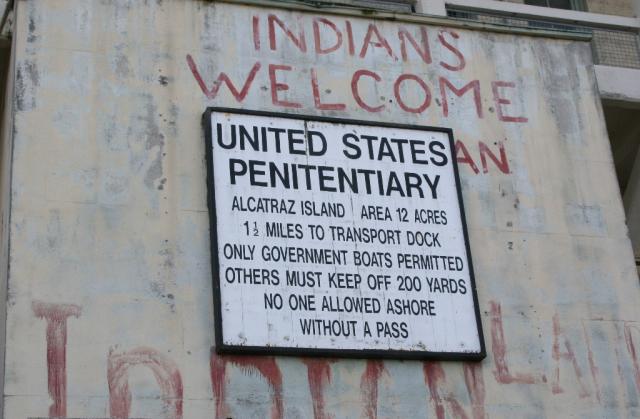 INDIANS
WELCOME
UNITED STATES
PENITENTIARY
ALCATRAZ ISLAND AREA 12 ACRES
1½ MILES TO TRANSPORT DOCK
ONLY GOVERNMENT BOATS PERMITTED
OTHERS MUST KEEP OFF 200 YARDS
NO ONE ALLOWED ASHORE
WITHOUT A PASS